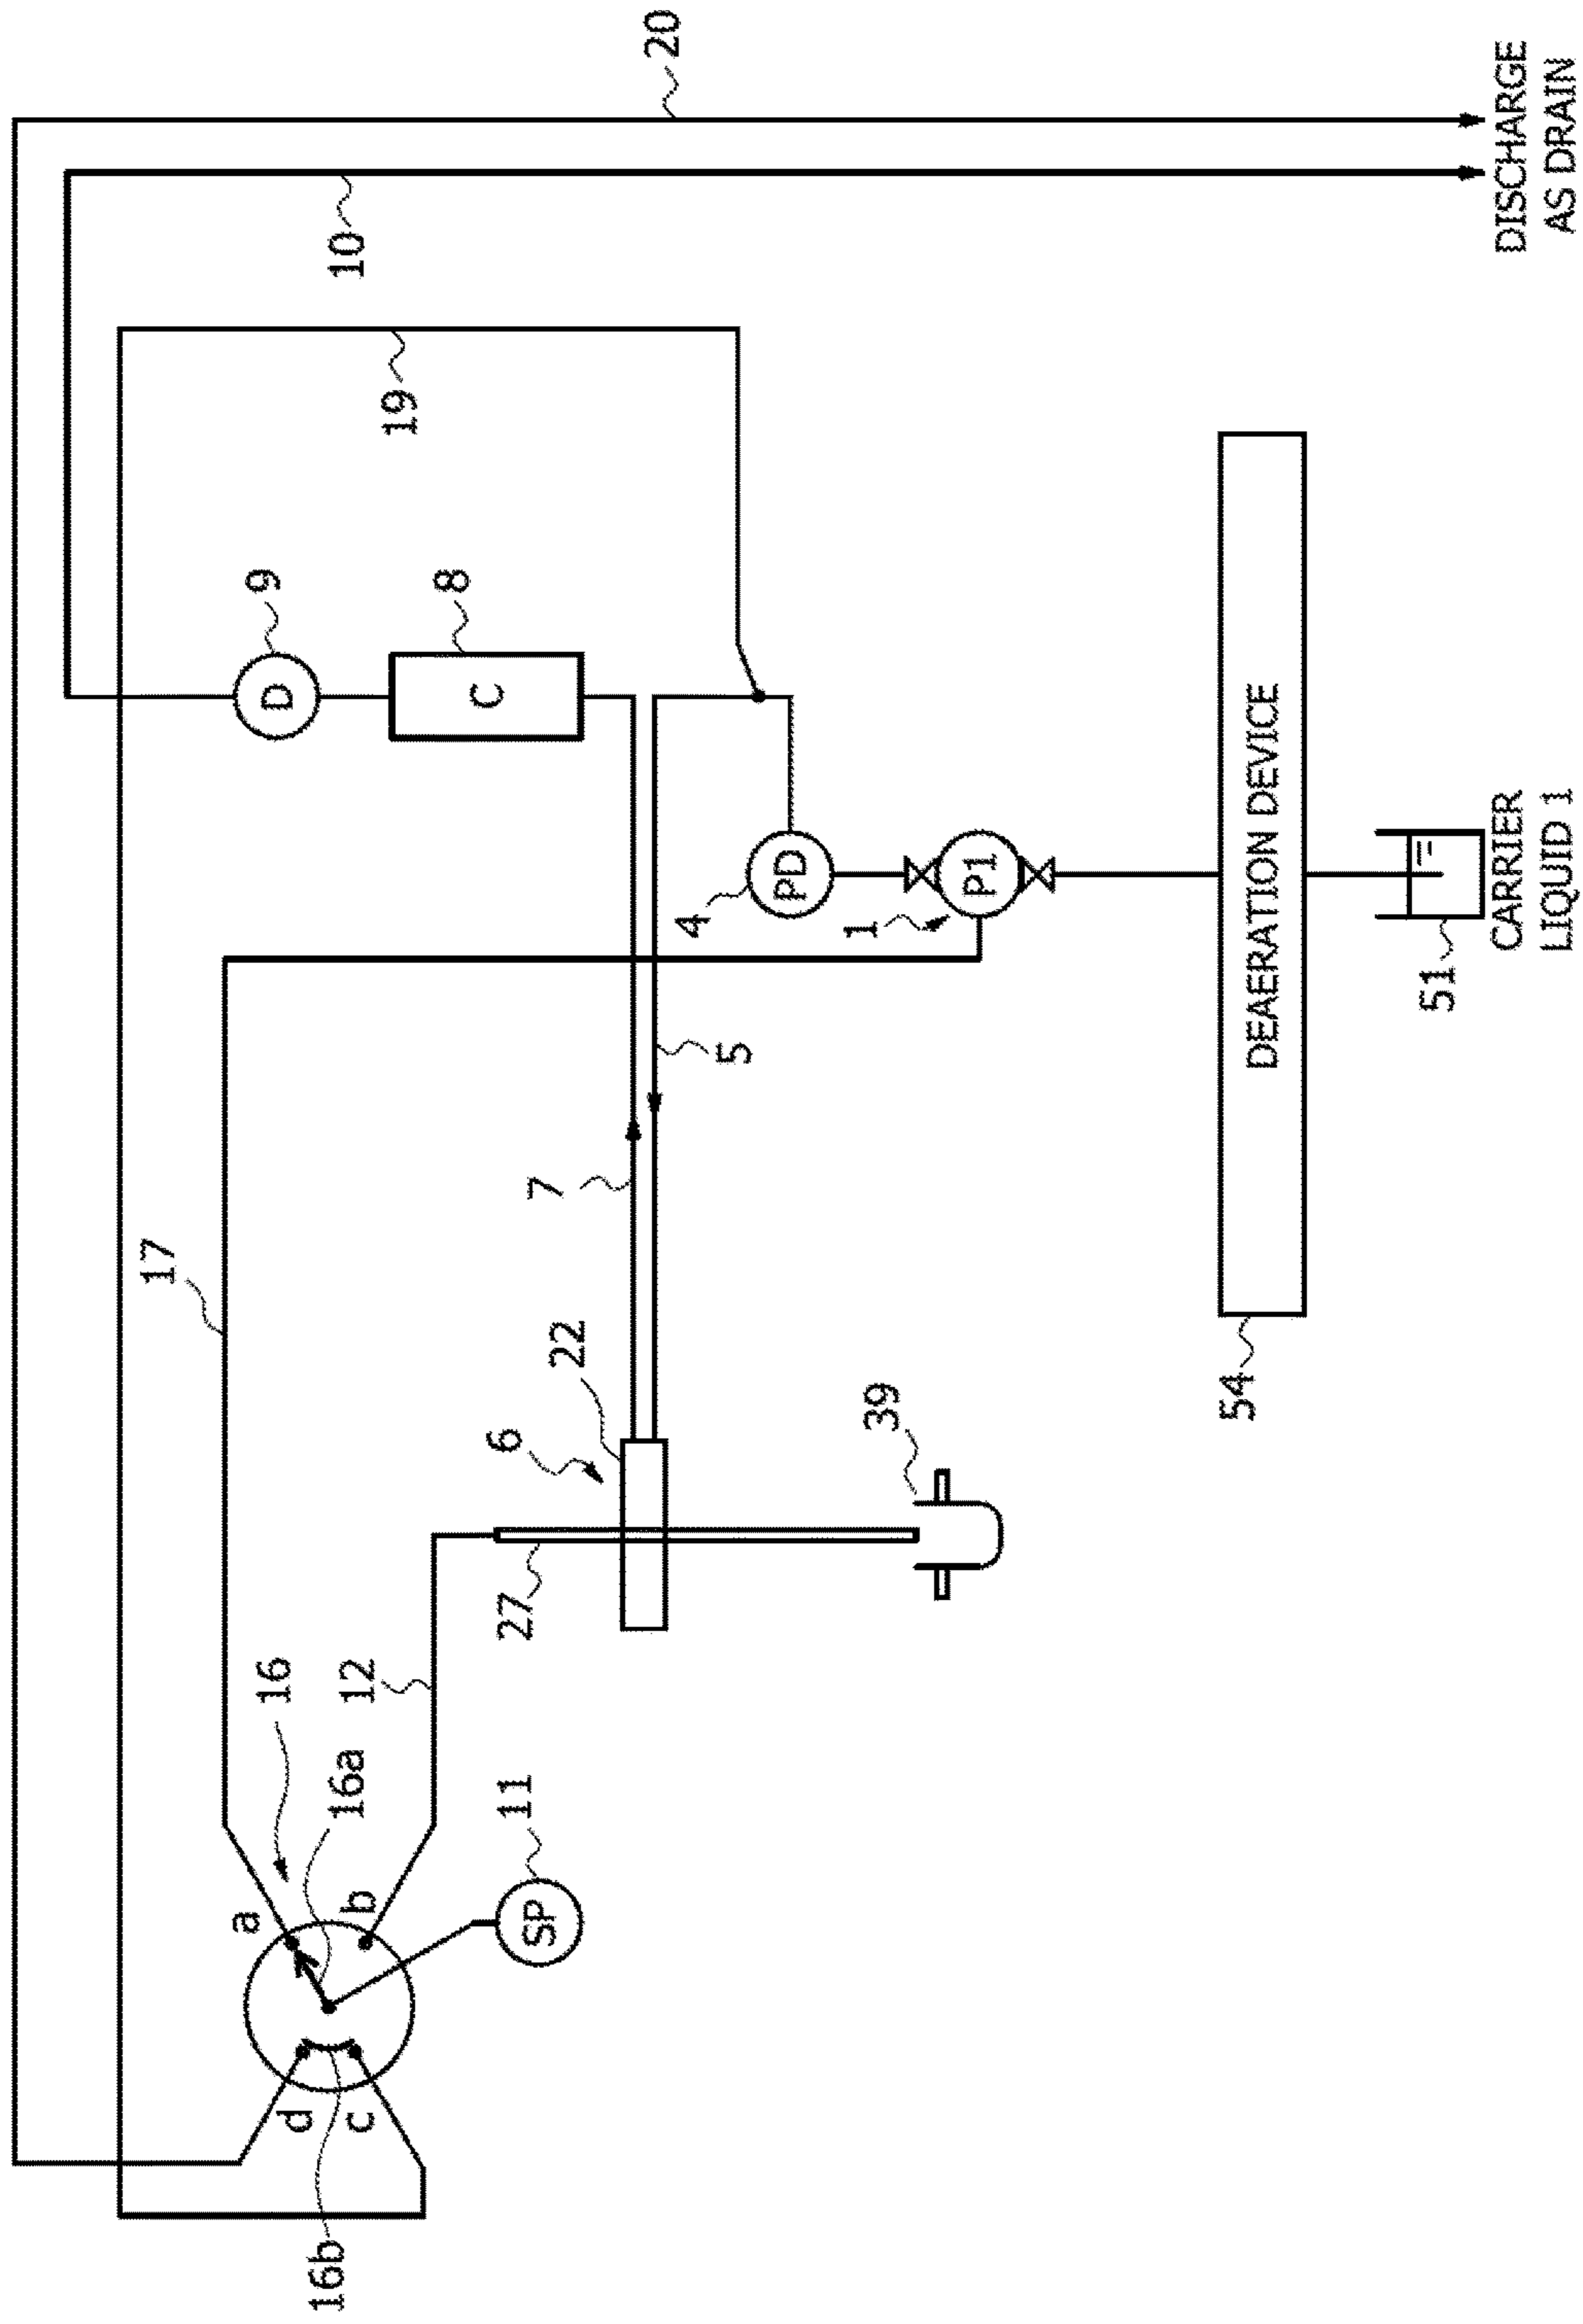 17
a
9
16
D
d
16b
16a
10
b
12
c
19
8
C
6
11
27
SP
7
22
20
4
5
PD
1
39
P1
54
DEAERATION DEVICE
51
CARRIER
LIQUID 1
DISCHARGE
AS DRAIN